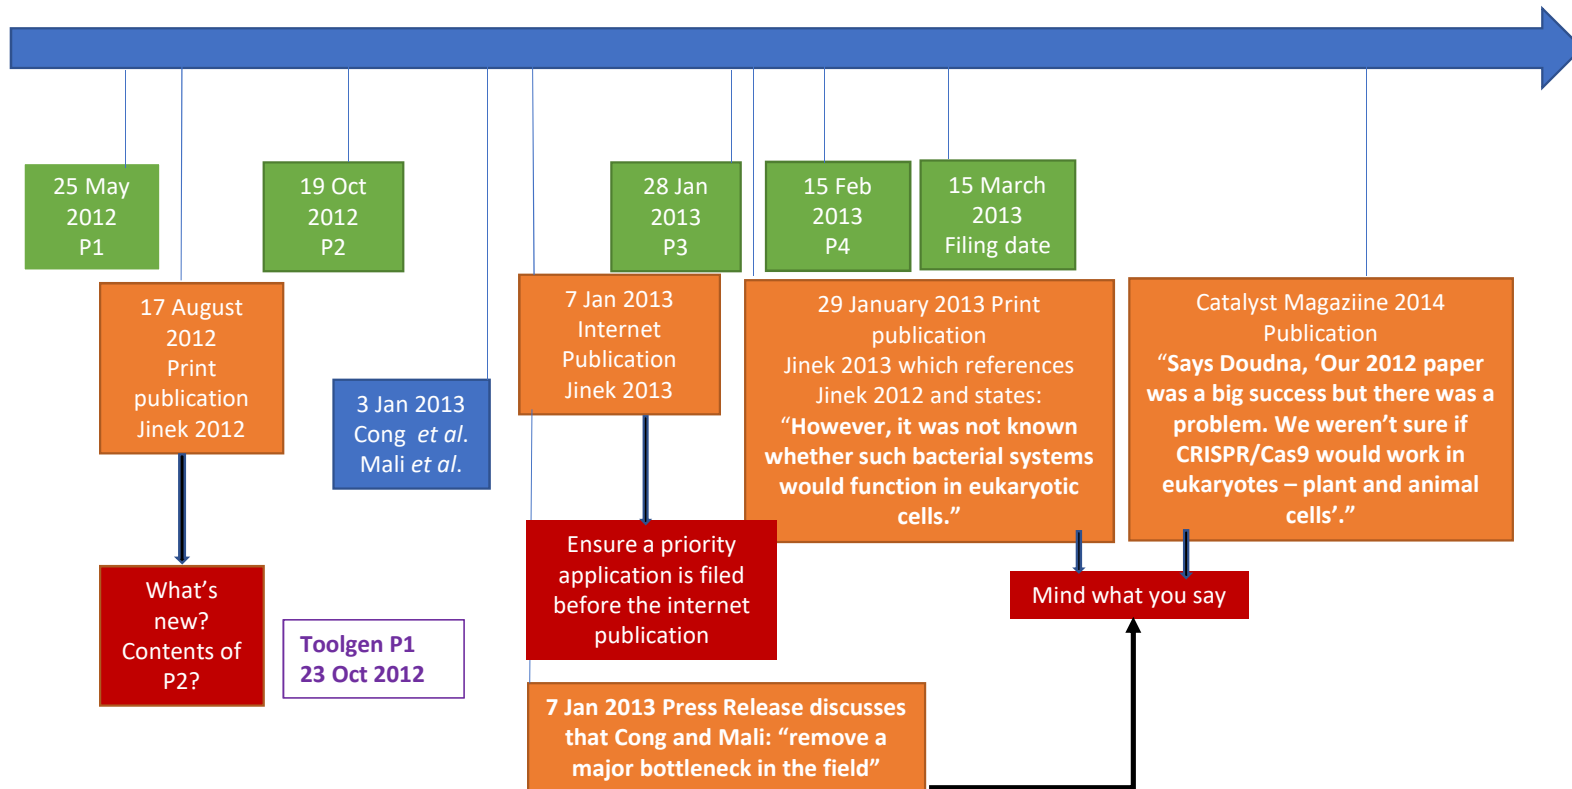 25 May
2012
P1
19 Oct
2012
P2
28 Jan
2013
P3
15 Feb
2013
P4
15 March
2013
Filing date
17 August
2012
Print
publication
Jinek 2012
3 Jan 2013
Cong et al.
Mali et al.
7 Jan 2013
Internet
Publication
Jinek 2013
29 January 2013 Print
publication
Jinek 2013 which references
Jinek 2012 and states:
“However, it was not known
whether such bacterial systems
would function in eukaryotic
cells.”
Catalyst Magaziine 2014
Publication
“Says Doudna, ‘Our 2012 paper
was a big success but there was a
problem. We weren’t sure if
CRISPR/Cas9 would work in
eukaryotes – plant and animal
cells’.”
What’s
new?
Contents of
P2?
Toolgen P1
23 Oct 2012
Ensure a priority
application is filed
before the internet
publication
Mind what you say
7 Jan 2013 Press Release discusses
that Cong and Mali: “remove a
major bottleneck in the field”